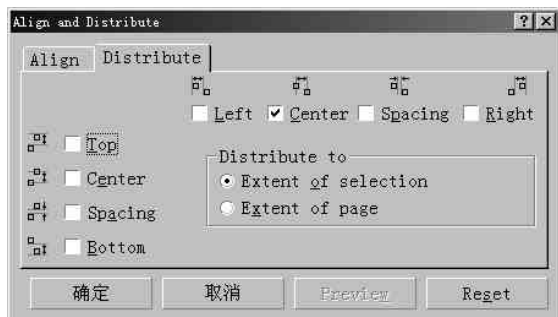 Align and Distribute
Align Distribute
Left Center Spacing Right
Top
Center
Spacing
Bottom
Distribute to
Extent of selection
Extent of page
确定 取消 Preview Reset